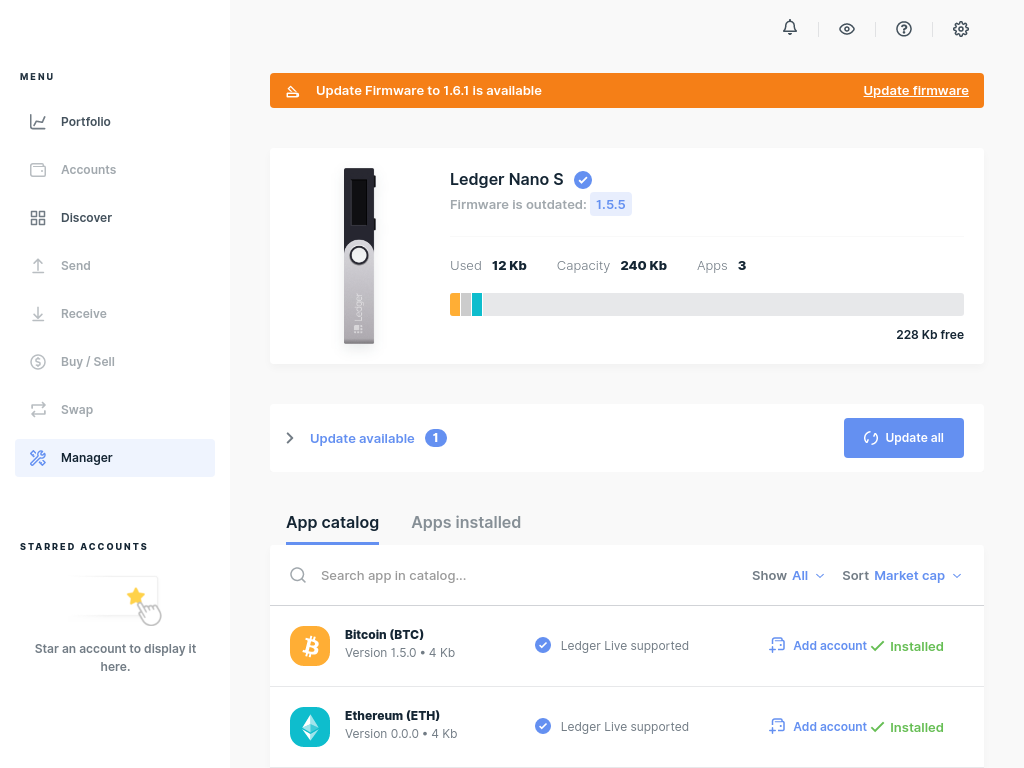 MENU
Portfolio
Accounts
Discover
Send
Receive
Buy / Sell
Swap
Manager
STARRED ACCOUNTS
Star an account to display it
here.
Update Firmware to 1.6.1 is available
Update firmware
Ledger
Ledger Nano S
Firmware is outdated: 1.5.5
Used 12 Kb Capacity 240 Kb Apps 3
228 Kb free
Update available 1
Update all
App catalog Apps installed
Search app in catalog...
Show All Sort Market cap
Bitcoin (BTC)
Version 1.5.0 • 4 Kb
Ledger Live supported
Add account Installed
Ethereum (ETH)
Version 0.0.0 • 4 Kb
Ledger Live supported
Add account Installed